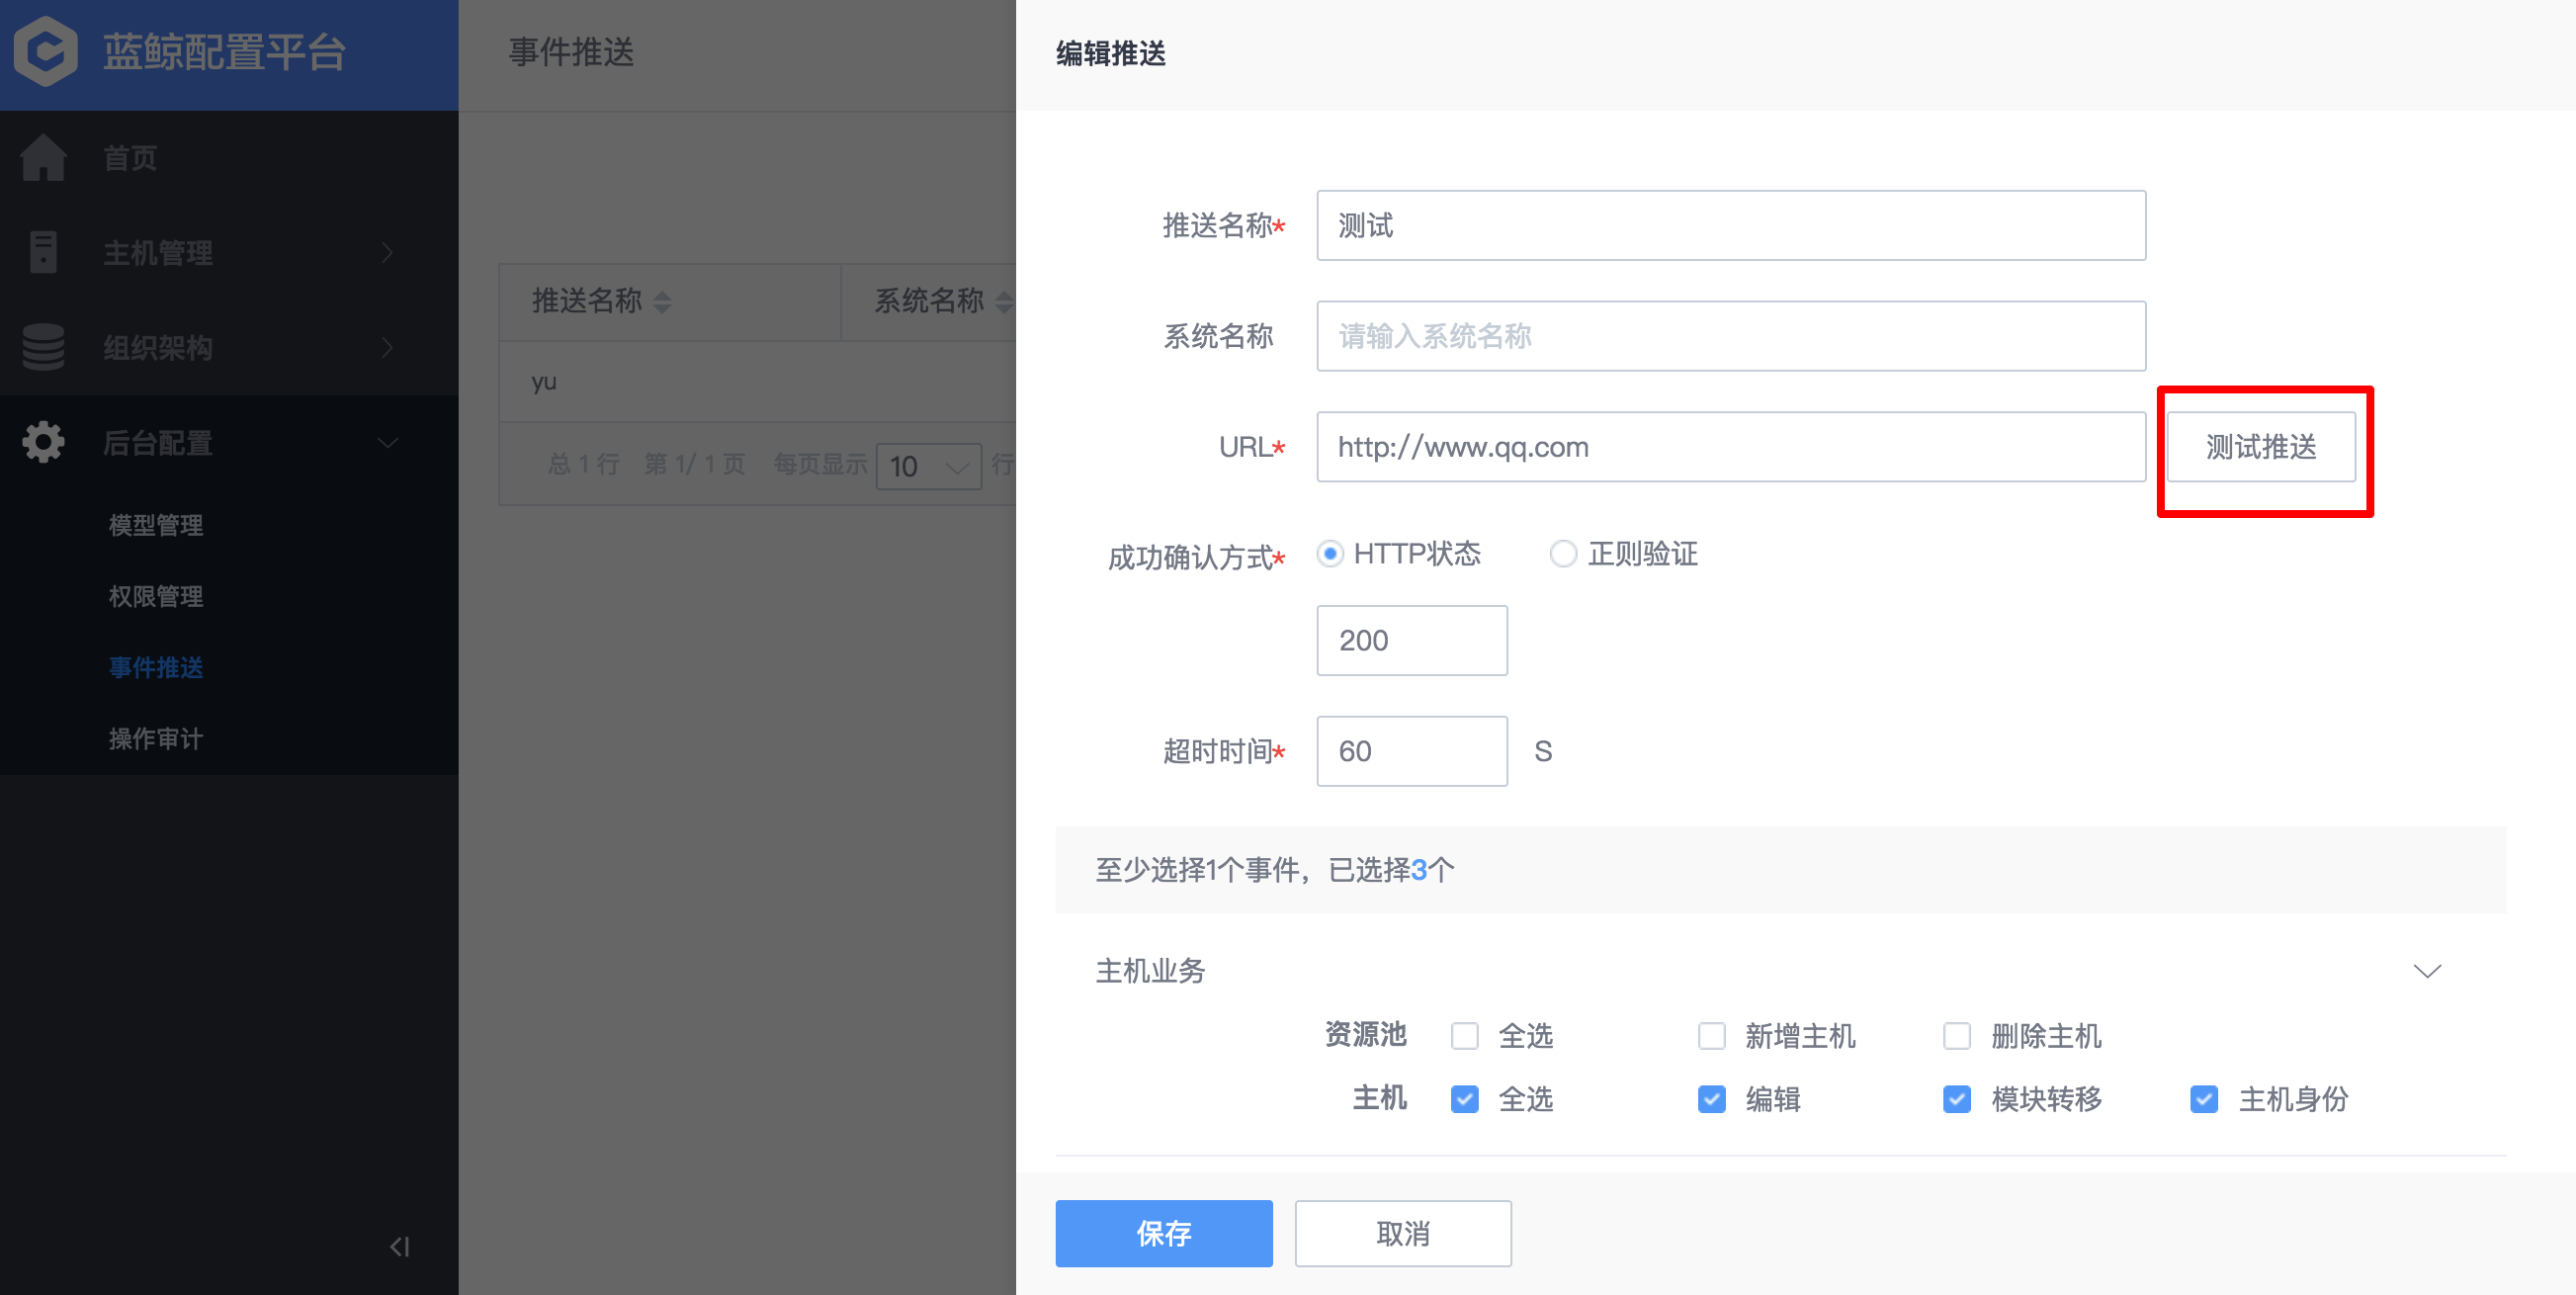 蓝鲸配置平台
首页
主机管理
组织架构
后台配置
模型管理
权限管理
事件推送
操作审计
事件推送
推送名称 系统名称
yu
总 1 行 第 1/ 1 页 每页显示 10 行
编辑推送
推送名称* 测试
系统名称 请输入系统名称
URL* http://www.qq.com 测试推送
成功确认方式* HTTP状态 正则验证
200
超时时间* 60 S
至少选择1个事件，已选择3个
主机业务
资源池 全选 新增主机 删除主机
主机 全选 编辑 模块转移 主机身份
保存 取消